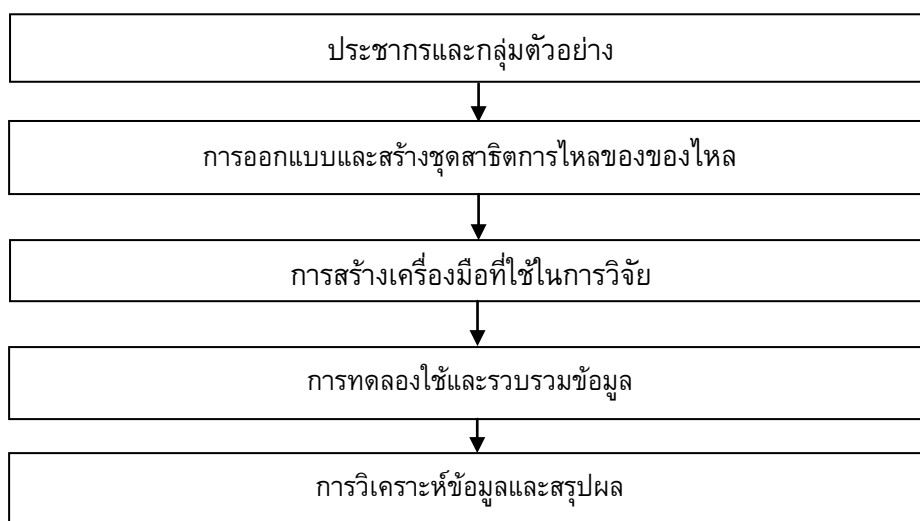 ประชากรและกลุ่มตัวอย่าง
การออกแบบและสร้างชุดสาธิตการไหลของของไหล
การสร้างเครื่องมือที่ใช้ในการวิจัย
การทดลองใช้และรวบรวมข้อมูล
การวิเคราะห์ข้อมูลและสรุปผล